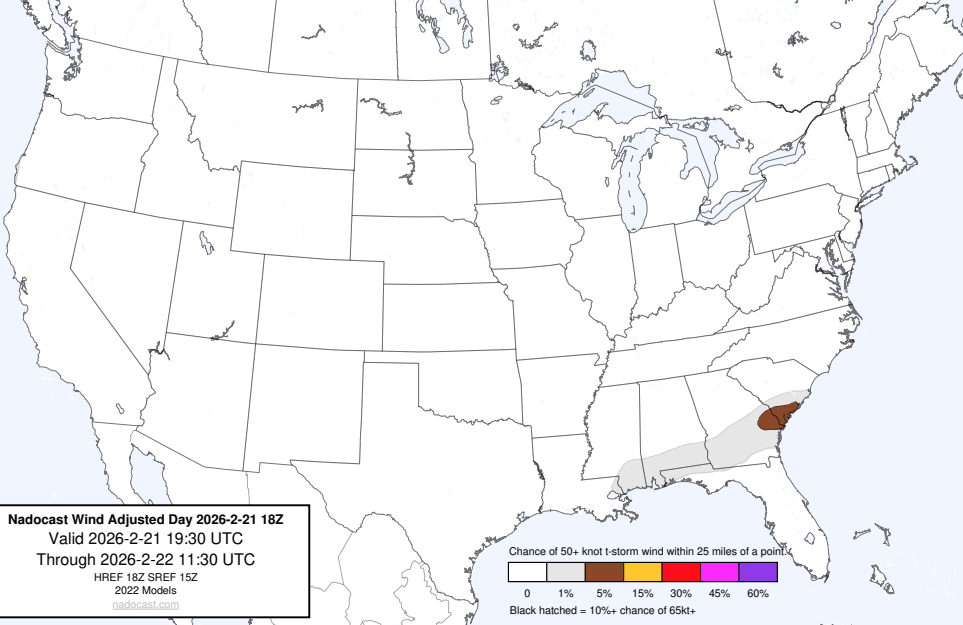 Nadocast Wind Adjusted Day 2026-2-21 18Z
Valid 2026-2-21 19:30 UTC
Through 2026-2-22 11:30 UTC
HREF 18Z SREF 15Z
2022 Models
nadocast.com
Chance of 50+ knot t-storm wind within 25 miles of a point.
0 1% 5% 15% 30% 45% 60%
Black hatched = 10%+ chance of 65kt+